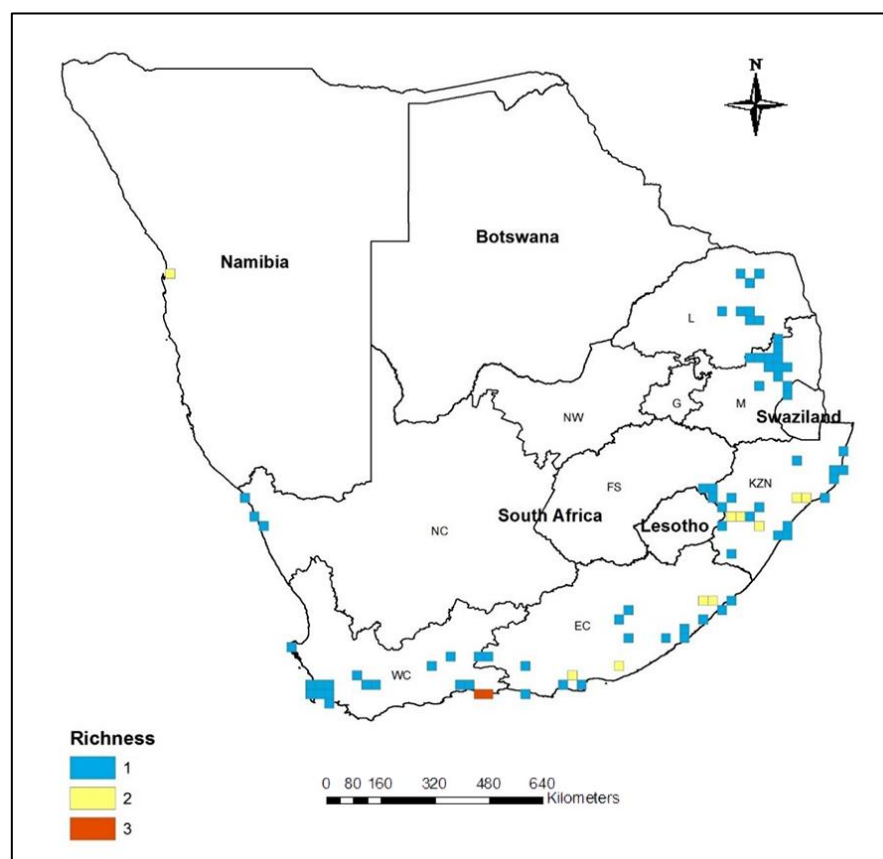 N
Namibia
Botswana
L
NW
G
M
Swaziland
FS
KZN
NC
South Africa
Lesotho
EC
WC
Richness
1
2
3
0 80 160 320 480 640
Kilometers